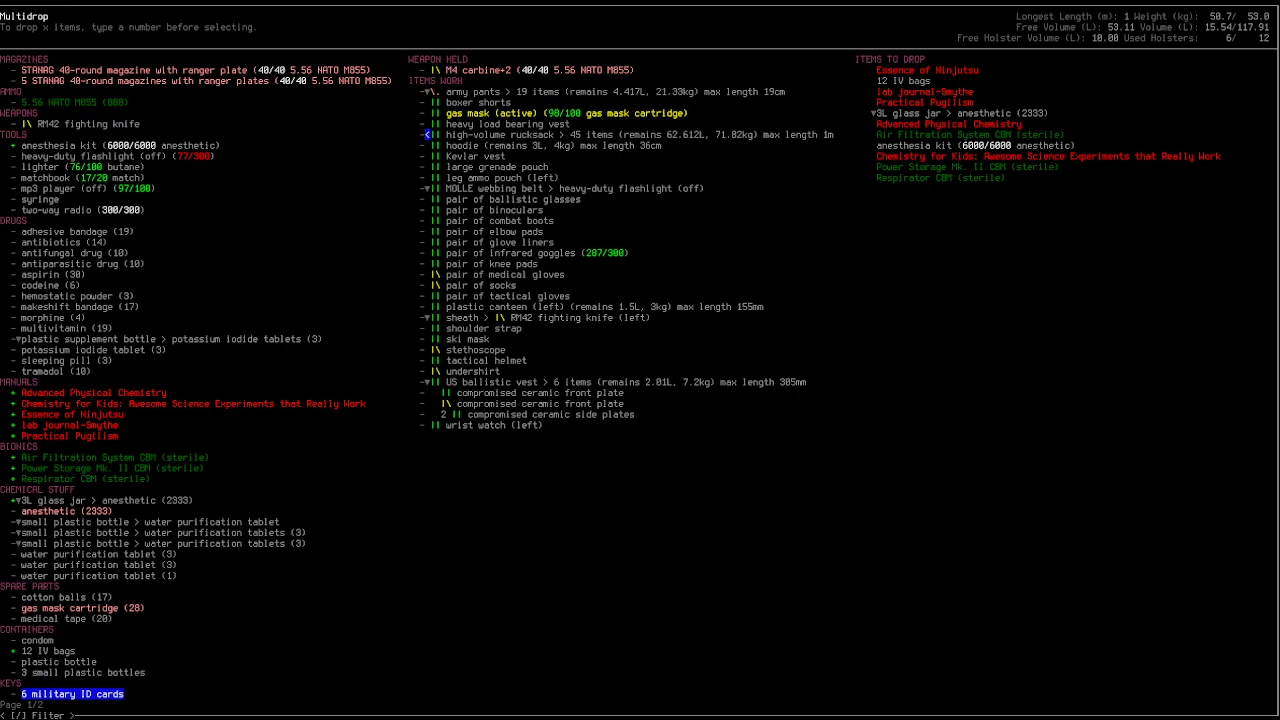 Multidrop
To drop x items, type a number before selecting.
Longest Length (m): 1 Weight (kg): 50.7/ 53.0
Free Volume (L): 53.11 Volume (L): 15.54/117.91
Free Holster Volume (L): 10.00 Used Holsters: 6/ 12
MAGAZINES
- STANAG 40-round magazine with ranger plate (40/40 5.56 NATO M855)
- 5 STANAG 40-round magazines with ranger plates (40/40 5.56 NATO M855)
AMMO
- 5.56 NATO M855 (080)
WEAPONS
- |\ RM42 fighting knife
TOOLS
+ anesthesia kit (6000/6000 anesthetic)
- heavy-duty flashlight (off) (77/300)
- lighter (76/100 butane)
- matchbook (17/20 match)
- mp3 player (off) (97/100)
- syringe
- two-way radio (300/300)
DRUGS
- adhesive bandage (19)
- antibiotics (14)
- antifungal drug (10)
- antiparasitic drug (10)
- aspirin (30)
- codeine (6)
- hemostatic powder (3)
- makeshift bandage (17)
- morphine (4)
- multivitamin (19)
-▼plastic supplement bottle > potassium iodide tablets (3)
- potassium iodide tablet (3)
- sleeping pill (3)
- tramadol (10)
MANUALS
+ Advanced Physical Chemistry
+ Chemistry for Kids: Awesome Science Experiments that Really Work
+ Essence of Ninjutsu
+ lab journal-Smythe
+ Practical Pugilism
BIONICS
+ Air Filtration System CBM (sterile)
+ Power Storage Mk. II CBM (sterile)
+ Respirator CBM (sterile)
CHEMICAL STUFF
+▼3L glass jar > anesthetic (2333)
- anesthetic (2333)
-▼small plastic bottle > water purification tablet
-▼small plastic bottle > water purification tablets (3)
-▼small plastic bottle > water purification tablets (3)
- water purification tablet (3)
- water purification tablet (3)
- water purification tablet (1)
SPARE PARTS
- cotton balls (17)
- gas mask cartridge (28)
- medical tape (20)
CONTAINERS
- condom
+ 12 IV bags
- plastic bottle
- 3 small plastic bottles
KEYS
- 6 military ID cards
Page 1/2
< [/] Filter >
WEAPON HELD
- |\ M4 carbine+2 (40/40 5.56 NATO M855)
ITEMS WORN
-▼\. army pants > 19 items (remains 4.417L, 21.33kg) max length 19cm
- || boxer shorts
- || gas mask (active) (98/100 gas mask cartridge)
- || heavy load bearing vest
-< || high-volume rucksack > 45 items (remains 62.612L, 71.82kg) max length 1m
- || hoodie (remains 3L, 4kg) max length 36cm
- || Kevlar vest
- || large grenade pouch
- || leg ammo pouch (left)
-▼|| MOLLE webbing belt > heavy-duty flashlight (off)
- || pair of ballistic glasses
- || pair of binoculars
- || pair of combat boots
- || pair of elbow pads
- || pair of glove liners
- || pair of infrared goggles (287/300)
- || pair of knee pads
- |\ pair of medical gloves
- |\ pair of socks
- || pair of tactical gloves
- || plastic canteen (left) (remains 1.5L, 3kg) max length 155mm
-▼|| sheath > |\ RM42 fighting knife (left)
- || shoulder strap
- || ski mask
- |\ stethoscope
- || tactical helmet
- |\ undershirt
-▼|| US ballistic vest > 6 items (remains 2.01L, 7.2kg) max length 305mm
- || compromised ceramic front plate
- |\ compromised ceramic front plate
- 2 || compromised ceramic side plates
- || wrist watch (left)
ITEMS TO DROP
Essence of Ninjutsu
12 IV bags
lab journal-Smythe
Practical Pugilism
▼3L glass jar > anesthetic (2333)
Advanced Physical Chemistry
Air Filtration System CBM (sterile)
anesthesia kit (6000/6000 anesthetic)
Chemistry for Kids: Awesome Science Experiments that Really Work
Power Storage Mk. II CBM (sterile)
Respirator CBM (sterile)